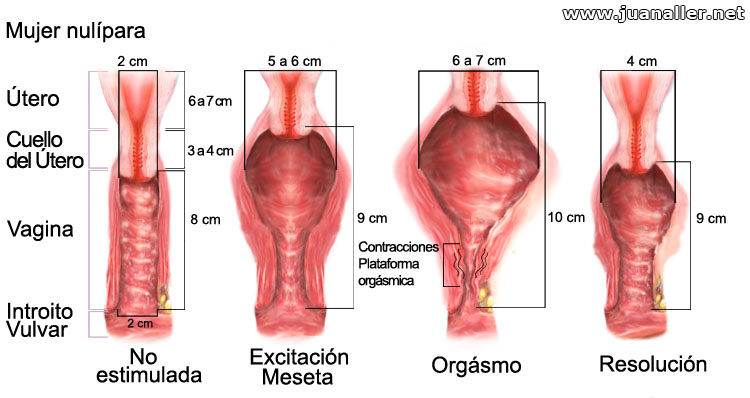 www.juanaller.net
Mujer nulípara
2 cm
5 a 6 cm
6 a 7 cm
4 cm
Útero
6 a 7 cm
Cuello
del Útero
3 a 4 cm
Vagina
8 cm
9 cm
10 cm
9 cm
Contracciones
Plataforma
orgásmica
Introito
Vulvar
2 cm
No
estimulada
Excitación
Meseta
Orgásmo
Resolución